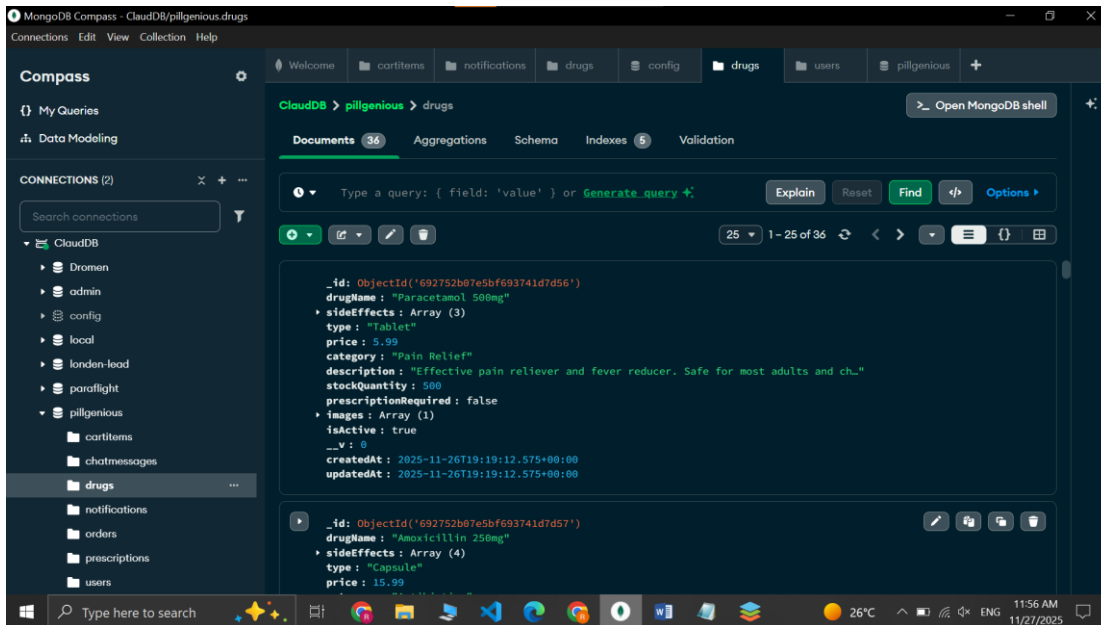 MongoDB Compass - ClaudDB/pillgenious.drugs
Connections Edit View Collection Help
Compass
{} My Queries
Data Modeling
CONNECTIONS (2)
Search connections
ClaudDB
Dromen
admin
config
local
londen-lead
paraflight
pillgenious
cartitems
chatmessages
drugs
notifications
orders
prescriptions
users
Welcome cartitems notifications drugs config drugs users pillgenious +
ClaudDB > pillgenious > drugs
>_ Open MongoDB shell
Documents 36 Aggregations Schema Indexes 5 Validation
Type a query: { field: 'value' } or Generate query
Explain Reset Find </> Options
25 1 – 25 of 36 {}
_id: ObjectId('692752b07e5bf693741d7d56')
drugName : "Paracetamol 500mg"
sideEffects : Array (3)
type : "Tablet"
price : 5.99
category : "Pain Relief"
description : "Effective pain reliever and fever reducer. Safe for most adults and ch…"
stockQuantity : 500
prescriptionRequired : false
images : Array (1)
isActive : true
__v : 0
createdAt : 2025-11-26T19:19:12.575+00:00
updatedAt : 2025-11-26T19:19:12.575+00:00
_id: ObjectId('692752b07e5bf693741d7d57')
drugName : "Amoxicillin 250mg"
sideEffects : Array (4)
type : "Capsule"
price : 15.99
Type here to search
26°C ENG 11:56 AM
11/27/2025